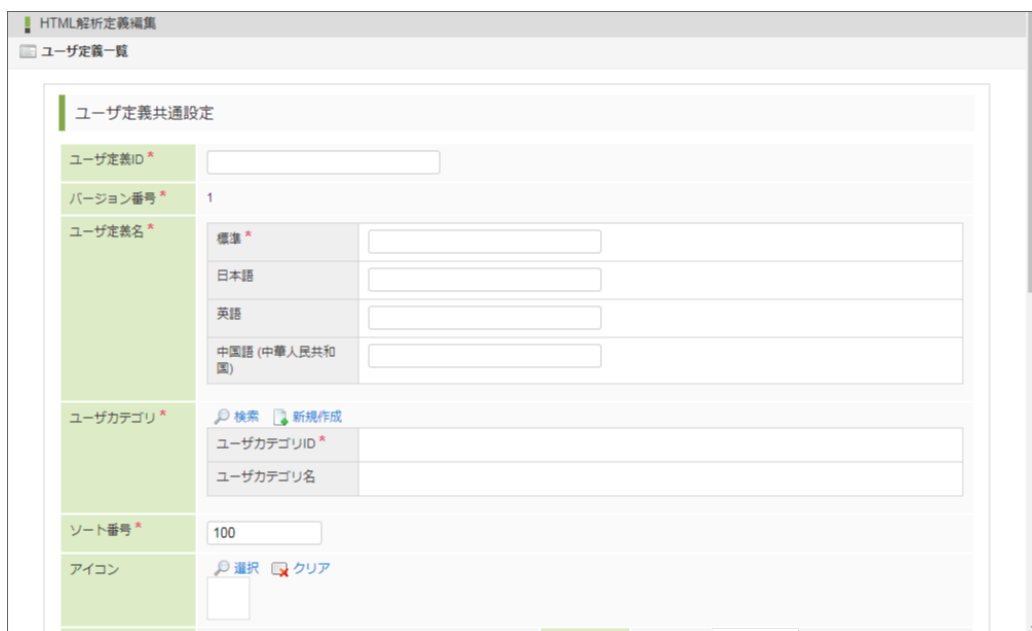 HTML解析定義編集
ユーザ定義一覧
ユーザ定義共通設定
ユーザ定義ID *
バージョン番号 * 1
ユーザ定義名 *
標準 *
日本語
英語
中国語 (中華人民共和
国)
ユーザカテゴリ * 検索 新規作成
ユーザカテゴリID *
ユーザカテゴリ名
ソート番号 * 100
アイコン 選択 クリア